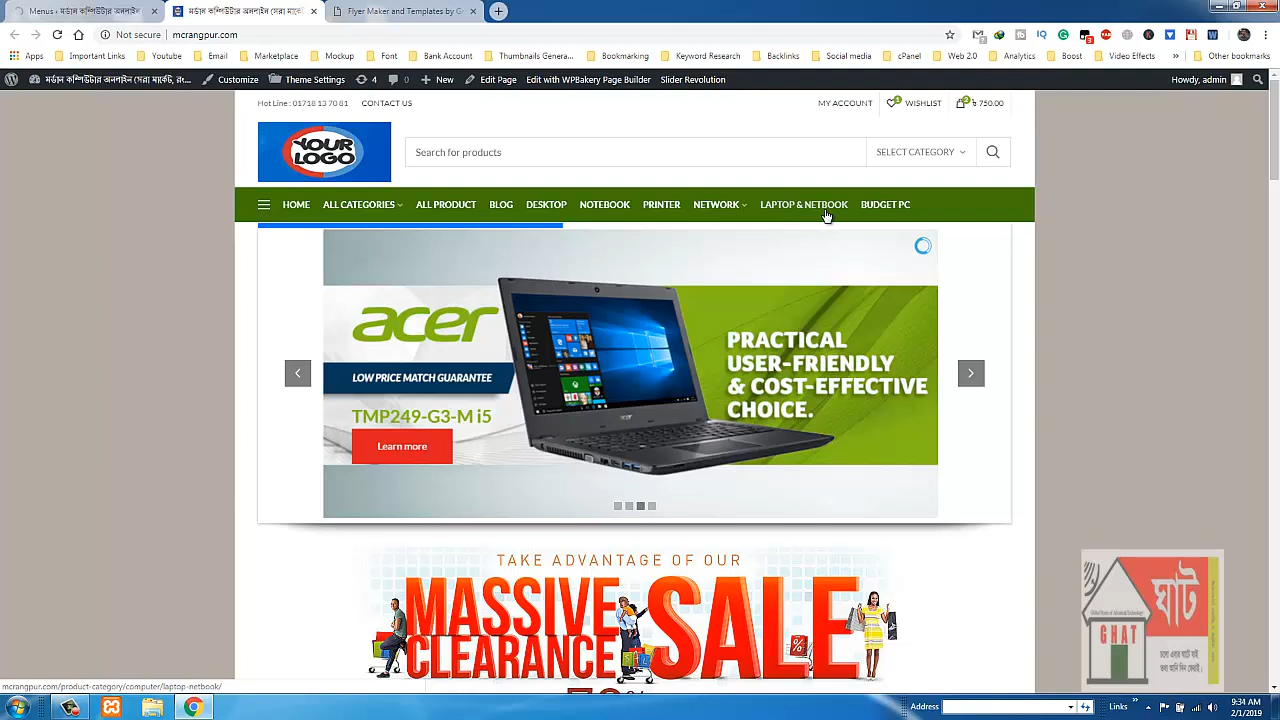 Menus ‹
মর্ডান কম্পিউটার অনলাইন সেরা মার্কে
Flyer Maker and Templates by G
Not secure | mcrangpur.com
Apps
Important Links
Youtube
Email
Marketplace
Mockup
Font
Bank Account
Thumbnails Genera...
Bookmarking
Keyword Research
Backlinks
Social media
cPanel
Web 2.0
Analytics
Boost
Video Effects
»
Other bookmarks
মর্ডান কম্পিউটার অনলাইন সেরা মার্কেট, রং...
Customize
Theme Settings
4
0
New
Edit Page
Edit with WPBakery Page Builder
Slider Revolution
Howdy, admin
Hot Line : 01718 13 70 81
CONTACT US
MY ACCOUNT
1 WISHLIST
2 ৳ 750.00
YOUR
LOGO
Search for products
SELECT CATEGORY
HOME
ALL CATEGORIES
ALL PRODUCT
BLOG
DESKTOP
NOTEBOOK
PRINTER
NETWORK
LAPTOP & NETBOOK
BUDGET PC
acer
LOW PRICE MATCH GUARANTEE
TMP249-G3-M i5
Learn more
PRACTICAL
USER-FRIENDLY
& COST-EFFECTIVE
CHOICE.
TAKE ADVANTAGE OF OUR
MASSIVE
CLEARANCE
SALE
ঘাট
GHAT
mcrangpur.com/product-category/computer/laptop-netbook/
Address
Links
9:34 AM
2/1/2019